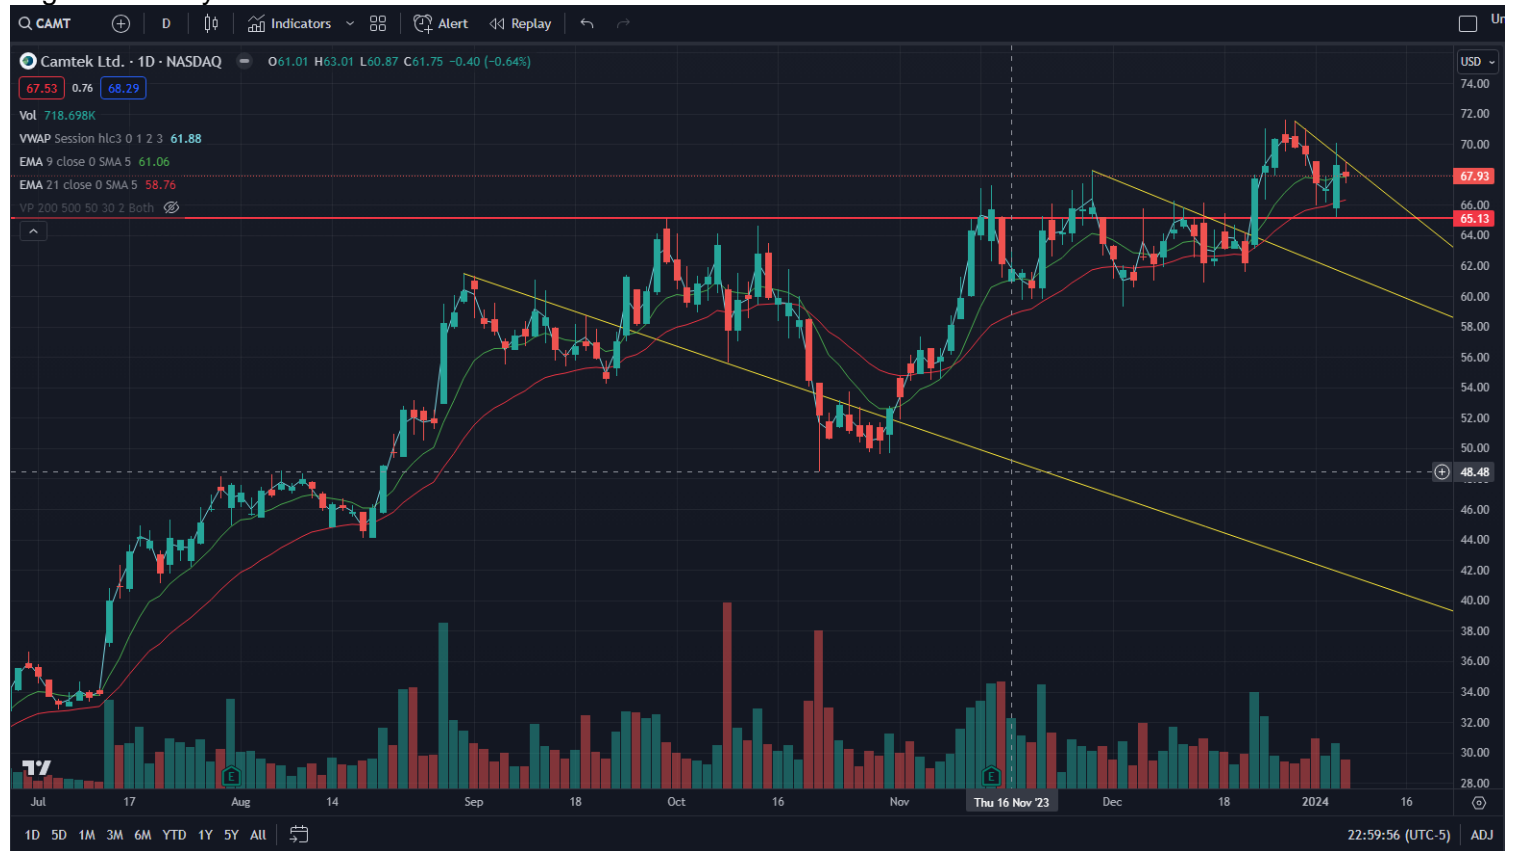 CAMT D Indicators Alert Replay Un
Camtek Ltd. · 1D · NASDAQ O61.01 H63.01 L60.87 C61.75 −0.40 (−0.64%)
USD
67.53 0.76 68.29
Vol 718.698K
VWAP Session hlc3 0 1 2 3 61.88
EMA 9 close 0 SMA 5 61.06
EMA 21 close 0 SMA 5 58.76
VP 200 500 50 30 2 Both
74.00
72.00
70.00
67.93
66.00
65.13
64.00
62.00
60.00
58.00
56.00
54.00
52.00
50.00
48.48
46.00
44.00
42.00
40.00
38.00
36.00
34.00
32.00
30.00
28.00
E E
Jul 17 Aug 14 Sep 18 Oct 16 Nov Thu 16 Nov '23 Dec 18 2024 16
1D 5D 1M 3M 6M YTD 1Y 5Y All 22:59:56 (UTC-5) ADJ